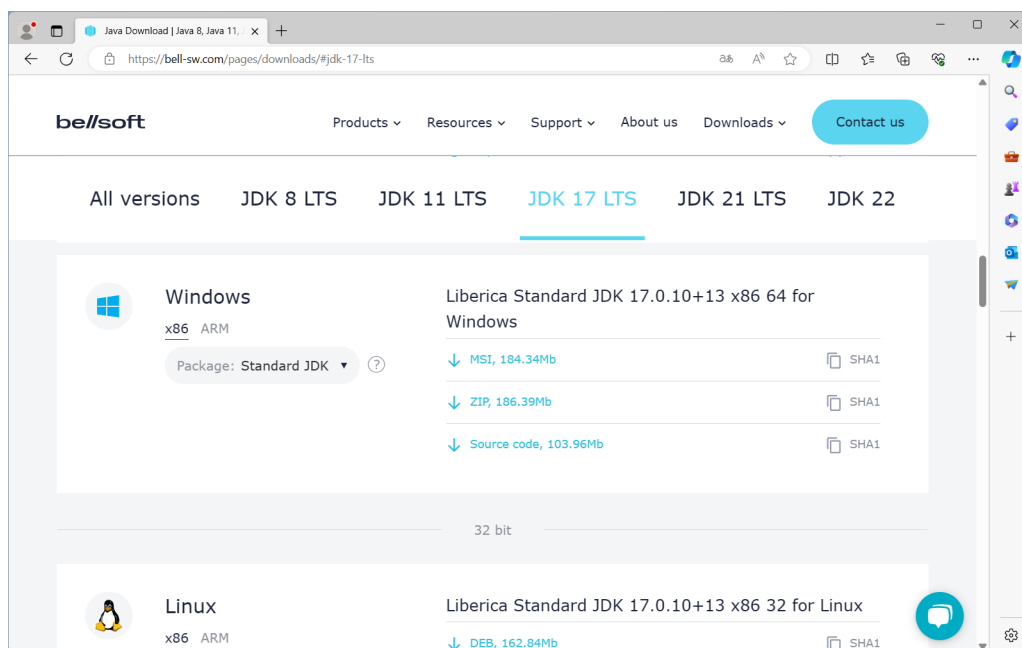 Java Download | Java 8, Java 11,
https://bell-sw.com/pages/downloads/#jdk-17-lts
bellsoft
Products
Resources
Support
About us
Downloads
Contact us
All versions
JDK 8 LTS
JDK 11 LTS
JDK 17 LTS
JDK 21 LTS
JDK 22
Windows
x86 ARM
Package: Standard JDK
?
Liberica Standard JDK 17.0.10+13 x86 64 for
Windows
MSI, 184.34Mb
SHA1
ZIP, 186.39Mb
SHA1
Source code, 103.96Mb
SHA1
32 bit
Linux
x86 ARM
Liberica Standard JDK 17.0.10+13 x86 32 for Linux
DEB, 162.84Mb
SHA1